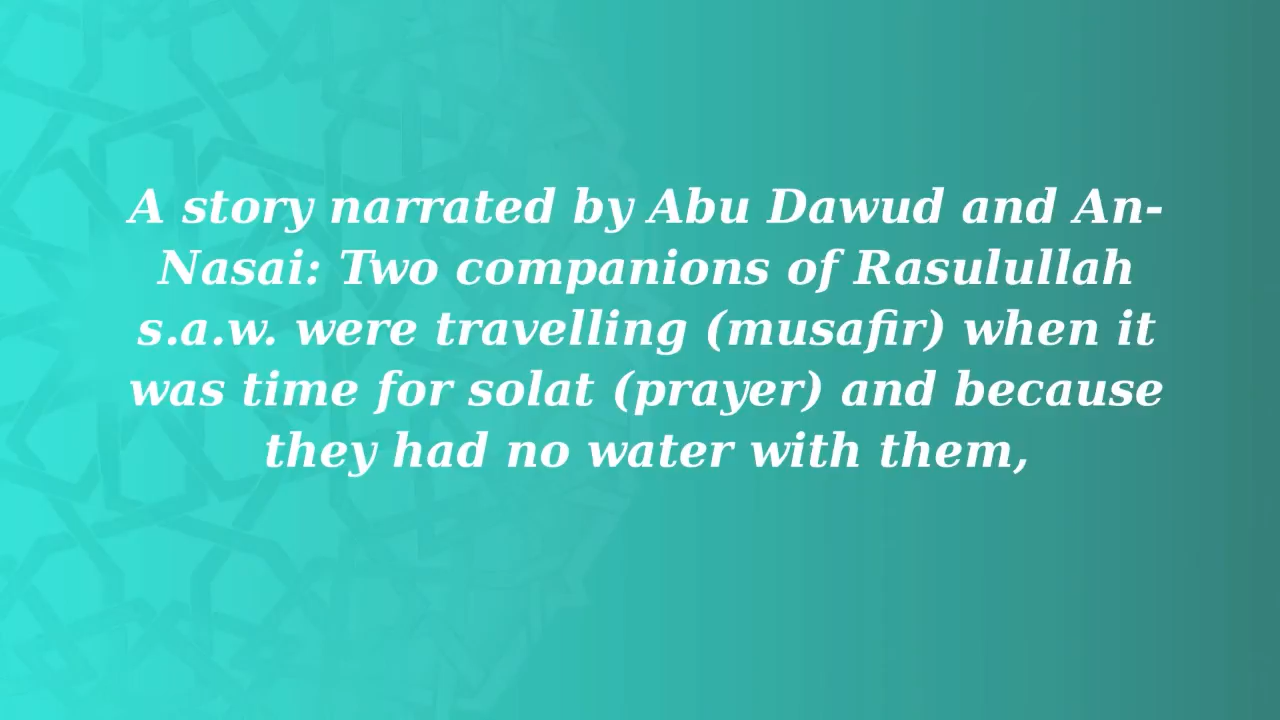 A story narrated by Abu Dawud and An-
Nasai: Two companions of Rasulullah
s.a.w. were travelling (musafir) when it
was time for solat (prayer) and because
they had no water with them,